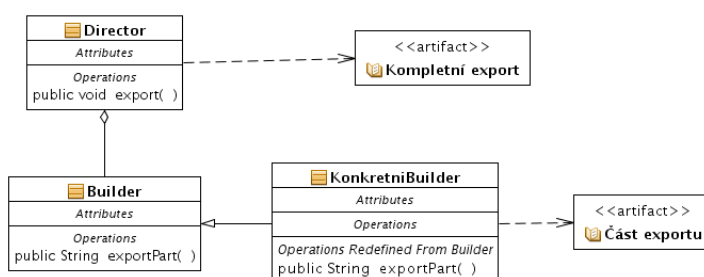 Director
Attributes
Operations
public void export( )
<<artifact>>
Kompletní export
Builder
Attributes
Operations
public String exportPart( )
KonkretniBuilder
Attributes
Operations
Operations Redefined From Builder
public String exportPart( )
<<artifact>>
Část exportu